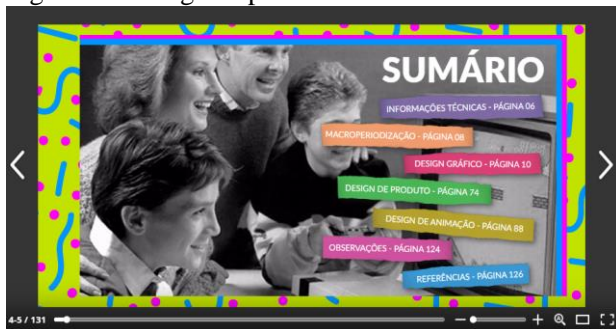 SUMÁRIO
INFORMAÇÕES TÉCNICAS - PÁGINA 06
MACROPERIODIZAÇÃO - PÁGINA 08
DESIGN GRÁFICO - PÁGINA 10
DESIGN DE PRODUTO - PÁGINA 74
DESIGN DE ANIMAÇÃO - PÁGINA 88
OBSERVAÇÕES - PÁGINA 124
REFERÊNCIAS - PÁGINA 126
4-5 / 131